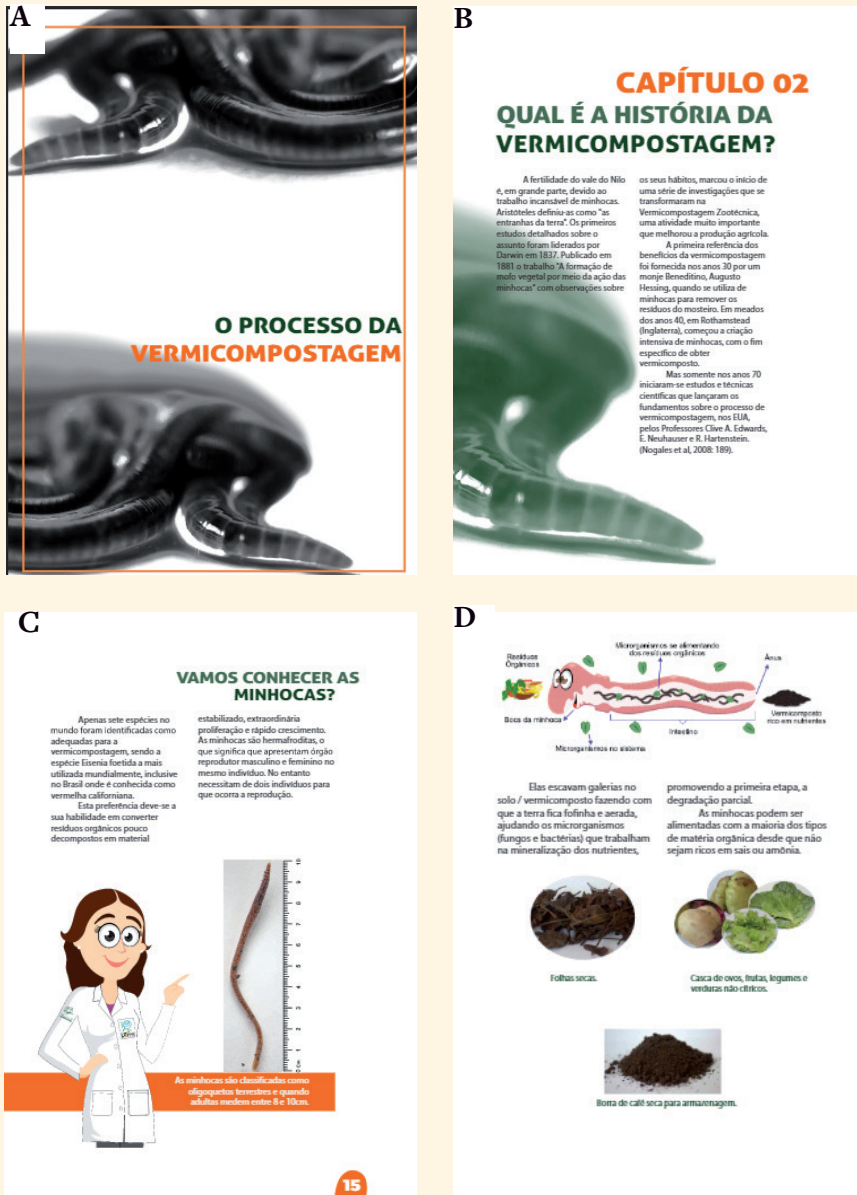 A
O PROCESSO DA
VERMICOMPOSTAGEM
B
CAPÍTULO 02
QUAL É A HISTÓRIA DA
VERMICOMPOSTAGEM?
A fertilidade do vale do Nilo
é, em grande parte, devido ao
trabalho incansável de minhocas.
Aristóteles definiu-as como "as
entranhas da terra". Os primeiros
estudos detalhados sobre o
assunto foram liderados por
Darwin em 1837. Publicado em
1881 o trabalho "A formação de
mofo vegetal por meio da ação das
minhocas" com observações sobre
os seus hábitos, marcou o início de
uma série de investigações que se
transformaram na
Vermicompostagem Zootécnica,
uma atividade muito importante
que melhorou a produção agrícola.
A primeira referência dos
benefícios da vermicompostagem
foi fornecida nos anos 30 por um
monje Beneditino, Augusto
Hessing, quando se utiliza de
minhocas para remover os
resíduos do mosteiro. Em meados
dos anos 40, em Rothamstead
(Inglaterra), começou a criação
intensiva de minhocas, com o fim
específico de obter
vermicomposto.
Mas somente nos anos 70
iniciaram-se estudos e técnicas
científicas que lançaram os
fundamentos sobre o processo de
vermicompostagem, nos EUA,
pelos Professores Clive A. Edwards,
E. Neuhauser e R. Hartenstein.
(Nogales et al, 2008: 189).
C
VAMOS CONHECER AS
MINHOCAS?
Apenas sete espécies no
mundo foram identificadas como
adequadas para a
vermicompostagem, sendo a
espécie Eisenia foetida a mais
utilizada mundialmente, inclusive
no Brasil onde é conhecida como
vermelha californiana.
Esta preferência deve-se a
sua habilidade em converter
resíduos orgânicos pouco
decompostos em material
estabilizado, extraordinária
proliferação e rápido crescimento.
As minhocas são hermafroditas, o
que significa que apresentam órgão
reprodutor masculino e feminino no
mesmo indivíduo. No entanto
necessitam de dois indivíduos para
que ocorra a reprodução.
10
9
8
7
6
5
4
3
2
1
0 Cm
As minhocas são classificadas como
oligoquetos terrestres e quando
adultas medem entre 8 e 10cm.
15
D
Resíduos
Orgânicos
Microrganismos se alimentando
dos resíduos orgânicos
Ânus
Boca da minhoca
Intestino
Vermicomposto
rico em nutrientes
Microrganismos no sistema
Elas escavam galerias no
solo / vermicomposto fazendo com
que a terra fica fofinha e aerada,
ajudando os microrganismos
(fungos e bactérias) que trabalham
na mineralização dos nutrientes,
promovendo a primeira etapa, a
degradação parcial.
As minhocas podem ser
alimentadas com a maioria dos tipos
de matéria orgânica desde que não
sejam ricos em sais ou amônia.
Folhas secas.
Casca de ovos, frutas, legumes e
verduras não cítricos.
Borra de café seca para armazenagem.